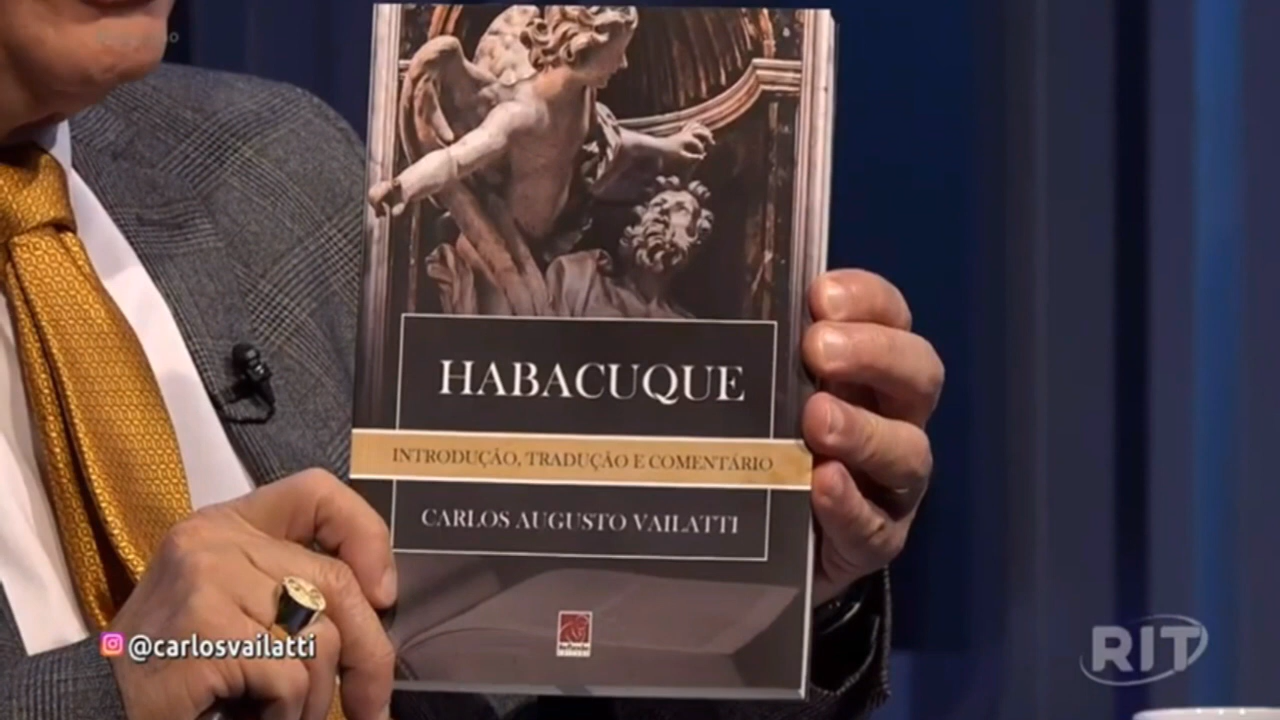 HABACUQUE
INTRODUÇÃO, TRADUÇÃO E COMENTÁRIO
CARLOS AUGUSTO VAILATTI
@carlosvailatti
RIT